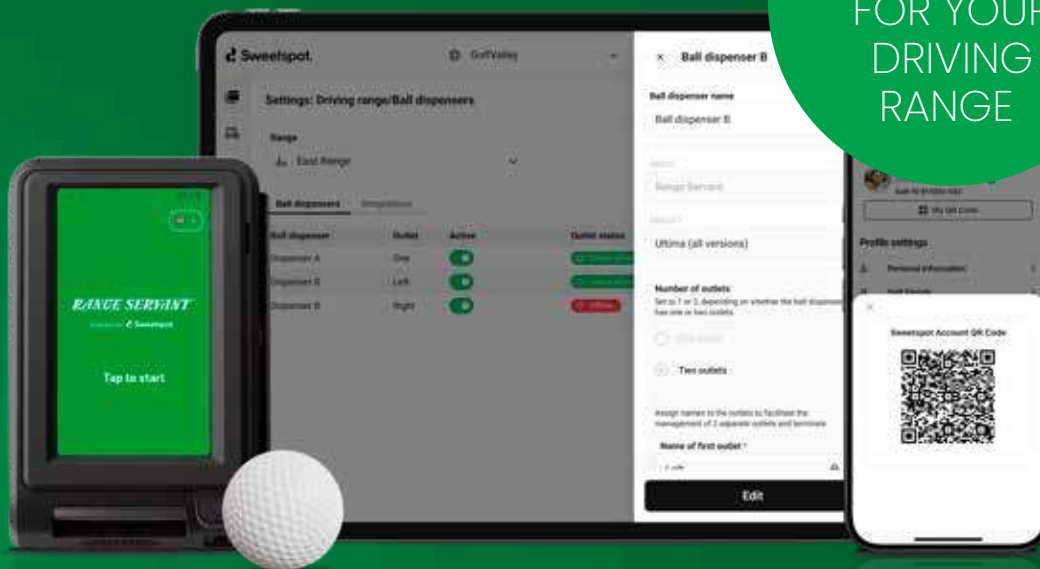 FOR YOUR
DRIVING
RANGE
Sweetspot.
GolfValley
Settings: Driving range/Ball dispensers
Range
East Range
Ball dispensers
Integrations
Ball dispenser
Outlet
Active
Outlet status
Dispenser A
One
Dispenser B
Left
Dispenser B
Right
Offline
Ball dispenser B
Ball dispenser name
Ball dispenser B
Range Servant
Ultima (all versions)
Number of outlets
Set to 1 or 2, depending on whether the ball dispenser
has one or two outlets.
Two outlets
Assign names to the outlets to facilitate the
management of 2 separate outlets and terminals
Name of first outlet *
Left
Edit
RANGE SERVANT
Sweetspot
Tap to start
My QR Code
Profile settings
Personal information
Sweetspot Account QR Code